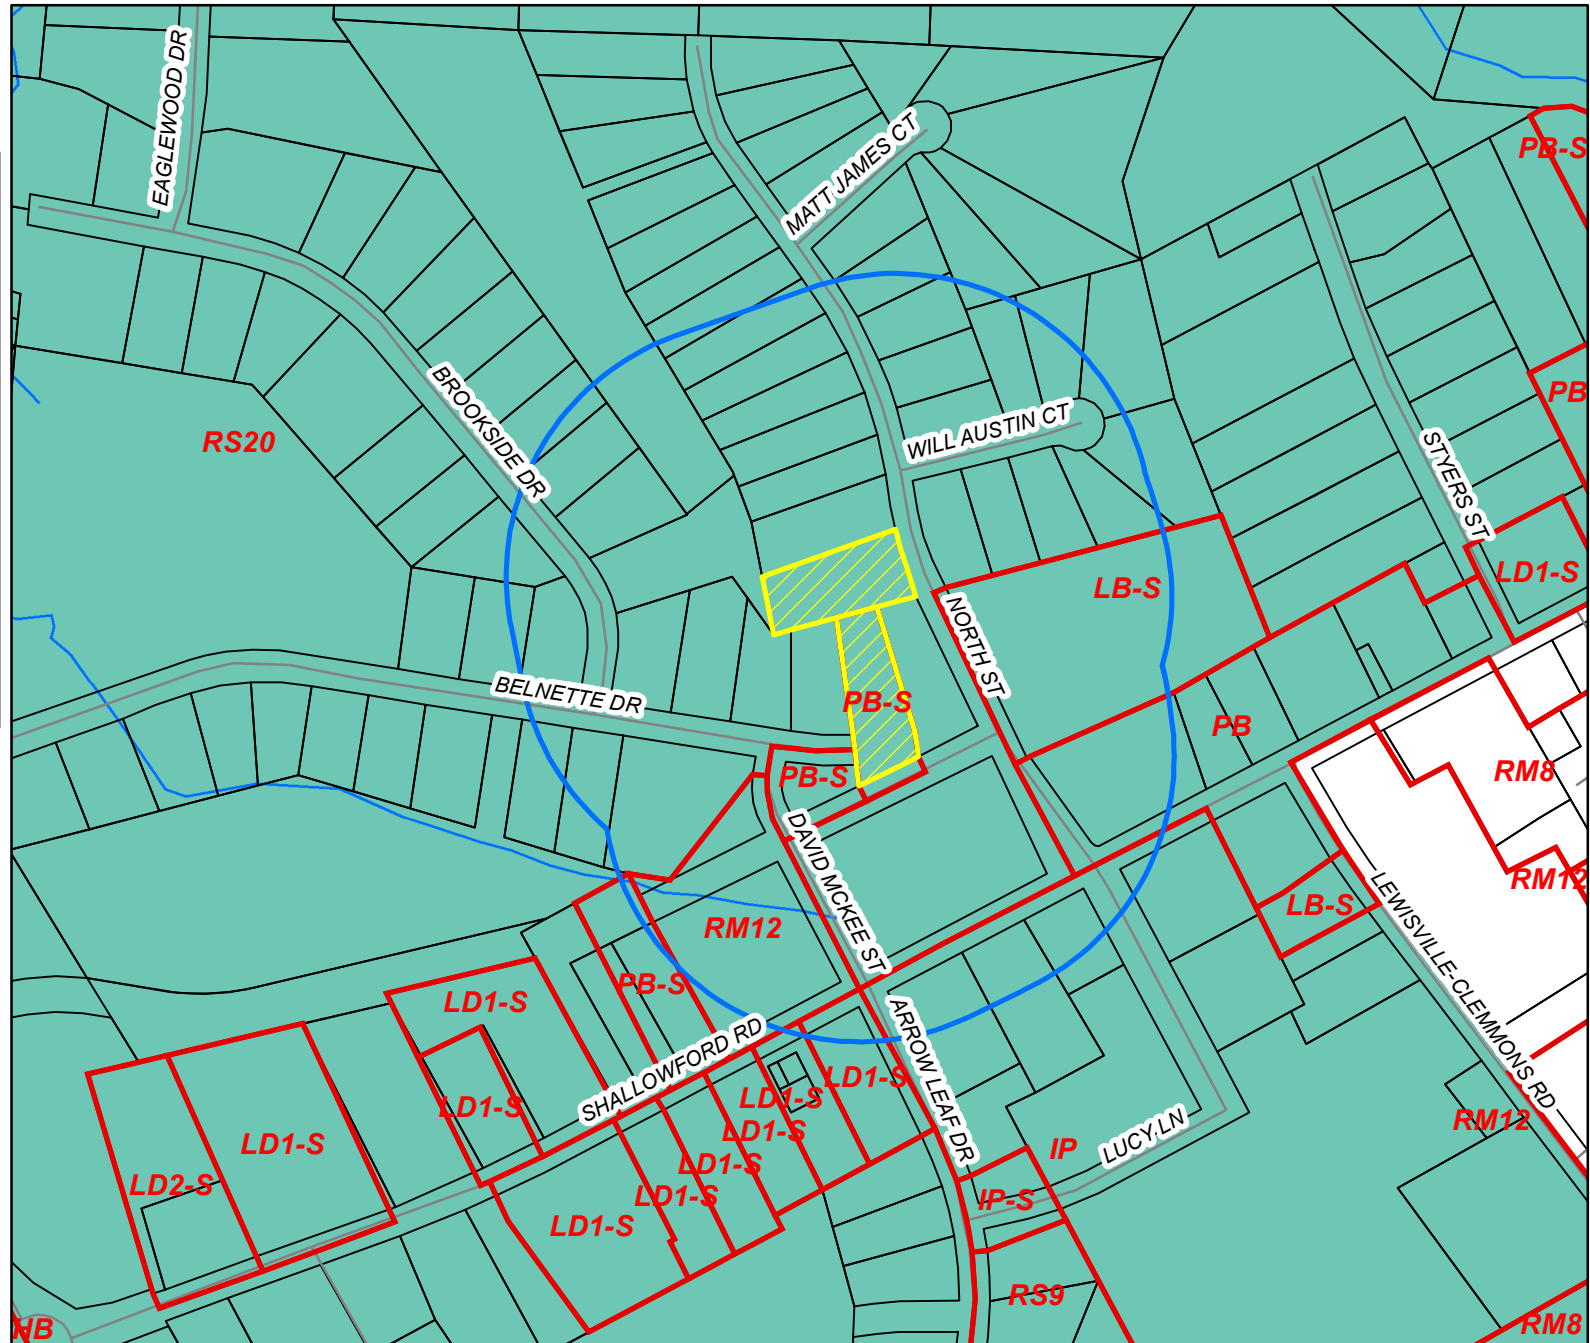 EAGLEWOOD DR
MATT JAMES CT
PB-S
PB
BROOKSIDE DR
RS20
WILL AUSTIN CT
STYERS ST
LD1-S
LB-S
NORTH ST
BELNETTE DR
PB-S
PB
PB-S
RM8
DAVID MCKEE ST
RM12
LEWISVILLE-CLEMMONS RD
LB-S
RM12
PB-S
LD1-S
ARROW LEAF DR
SHALLOWFORD RD
LD1-S
LD1-S
LD1-S
LD1-S
LD1-S
LD1-S
LD1-S
LD1-S
LD2-S
RM12
LUCY LN
IP
IP-S
RS9
HB
RM8